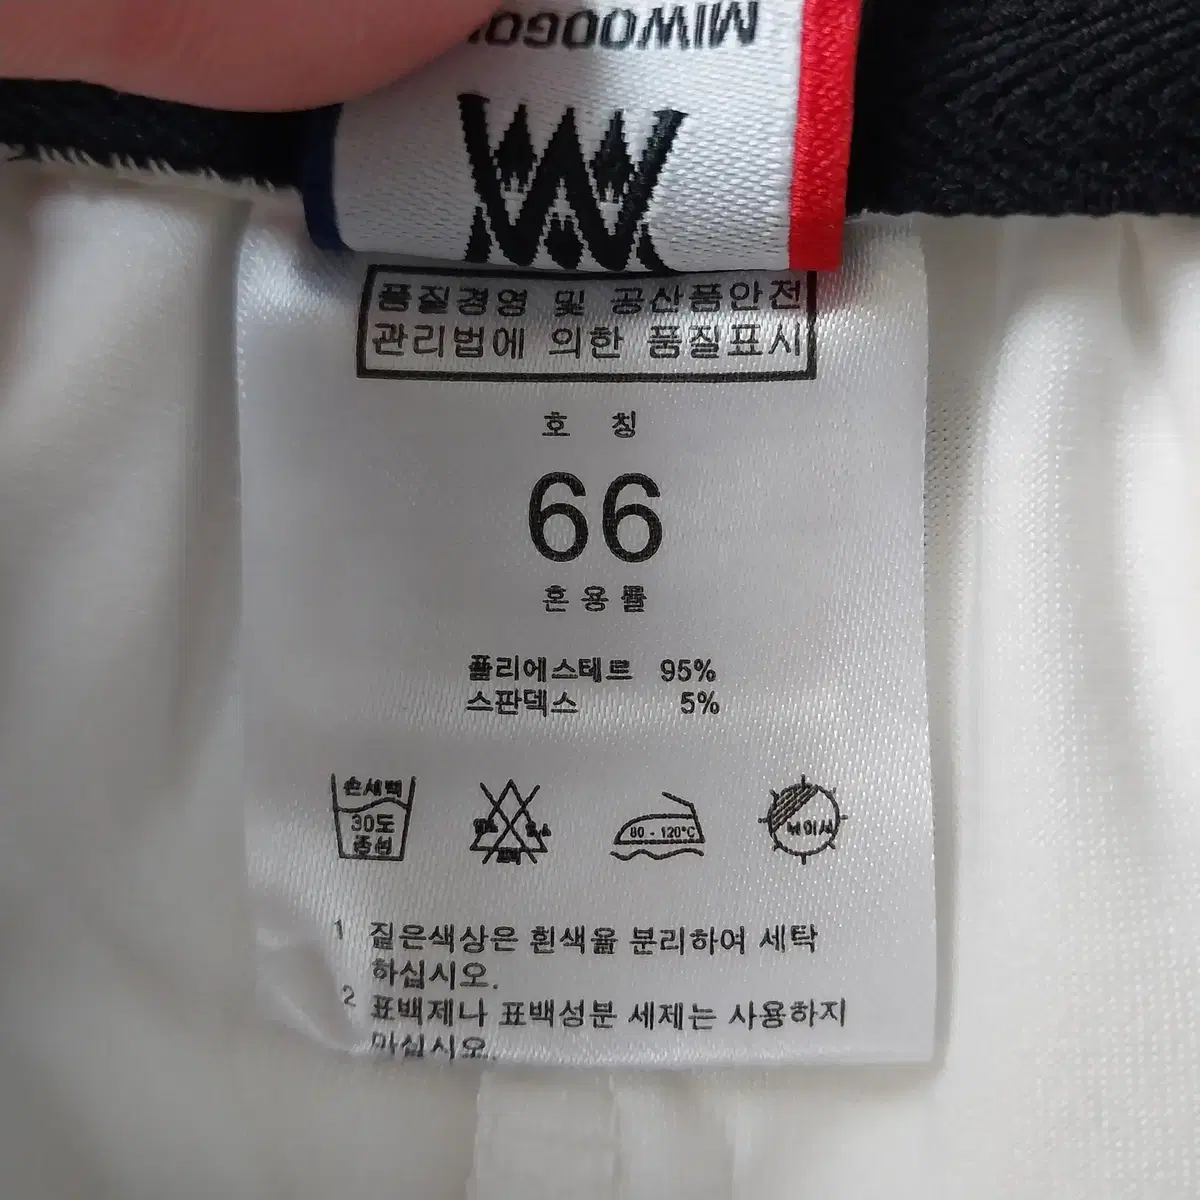 품질경영 및 공산품안전
관리법에 의한 품질표시
호 칭
66
혼용률
폴리에스테르 95%
스판덱스 5%
손세탁
30도
중성
80 - 120°C
뉘이서
1 짙은색상은 흰색을 분리하여 세탁
하십시오.
2 표백제나 표백성분 세제는 사용하지
마십시오.